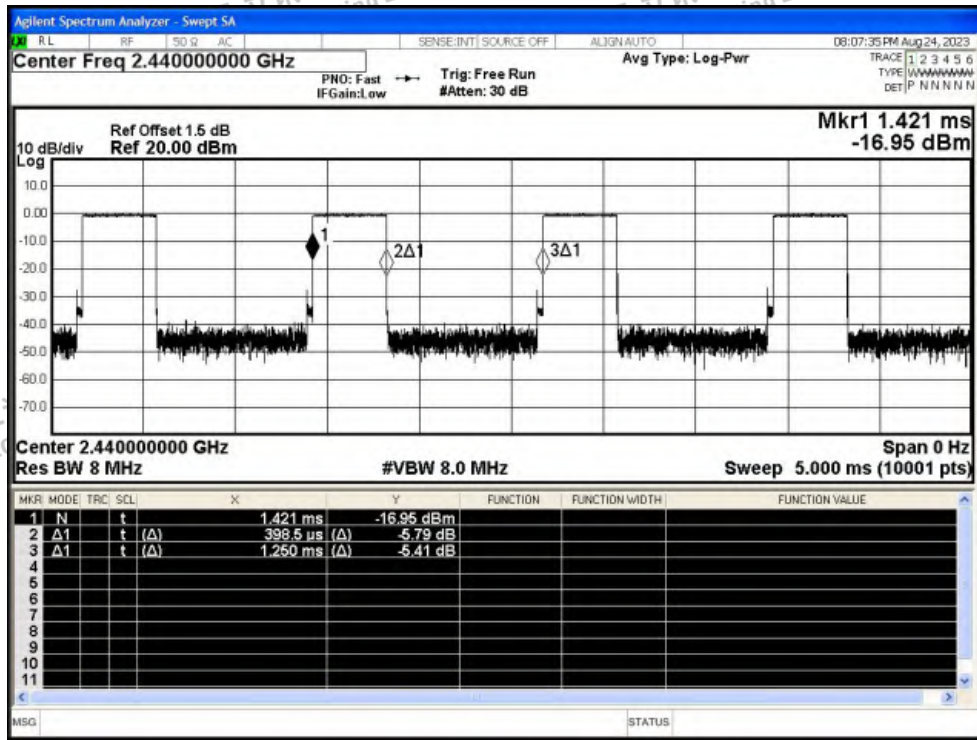 Agilent Spectrum Analyzer - Swept SA
RL RF 50 Ω AC SENSE:INT SOURCE OFF ALIGN AUTO 08:07:35 PM Aug 24, 2023
Center Freq 2.440000000 GHz Avg Type: Log-Pwr TRACE 1 2 3 4 5 6
PNO: Fast Trig: Free Run TYPE WWWWWW
IFGain:Low #Atten: 30 dB DET P N N N N N
Mkr1 1.421 ms
-16.95 dBm
Ref Offset 1.5 dB
10 dB/div Ref 20.00 dBm
Log
10.0
0.00
-10.0
-20.0
-30.0
-40.0
-50.0
-60.0
-70.0
1
2Δ1
3Δ1
Center 2.440000000 GHz Span 0 Hz
Res BW 8 MHz #VBW 8.0 MHz Sweep 5.000 ms (10001 pts)
MKR MODE TRC SCL X Y FUNCTION FUNCTION WIDTH FUNCTION VALUE
1 N t 1.421 ms -16.95 dBm
2 Δ1 t (Δ) 398.5 µs (Δ) -5.79 dB
3 Δ1 t (Δ) 1.250 ms (Δ) -5.41 dB
4
5
6
7
8
9
10
11
MSG STATUS